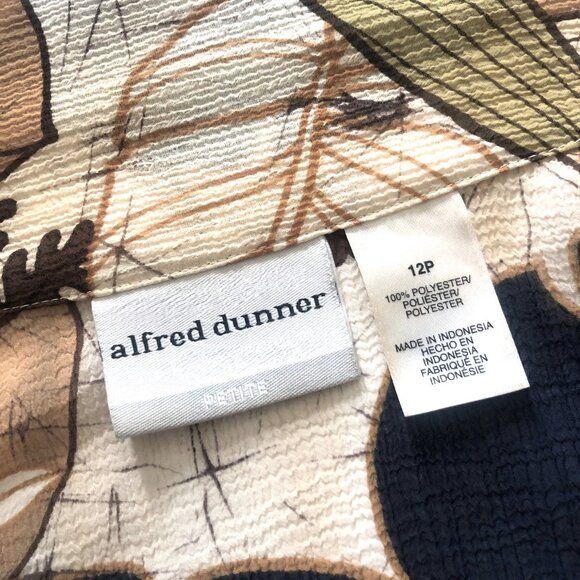 alfred dunner
PETITE
12P
100% POLYESTER/
POLIÉSTER/
POLYESTER
MADE IN INDONESIA
HECHO EN
INDONESIA
FABRIQUÉ EN
INDONÉSIE